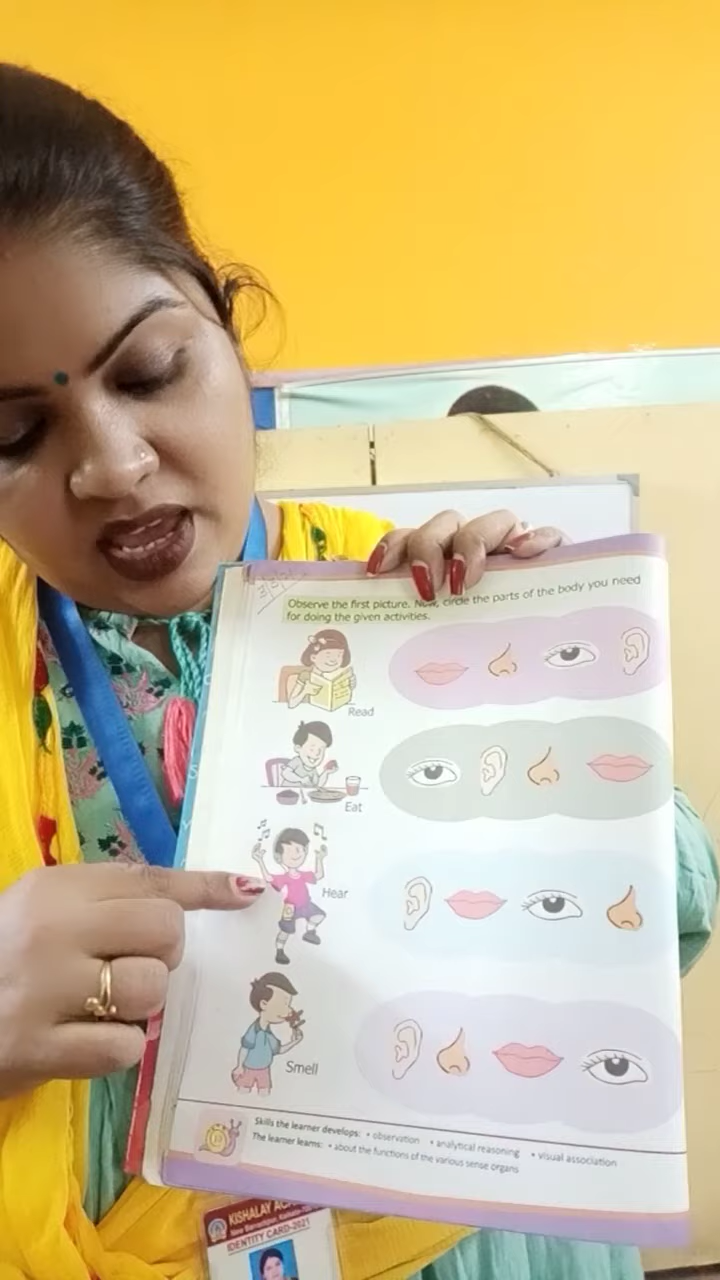 Observe the first picture. Now, circle the parts of the body you need
for doing the given activities.
Read
Eat
Hear
Smell
Skills the learner develops: • observation • analytical reasoning • visual association
The learner learns: • about the functions of the various sense organs
KISHALAY
IDENTITY CARD-2021